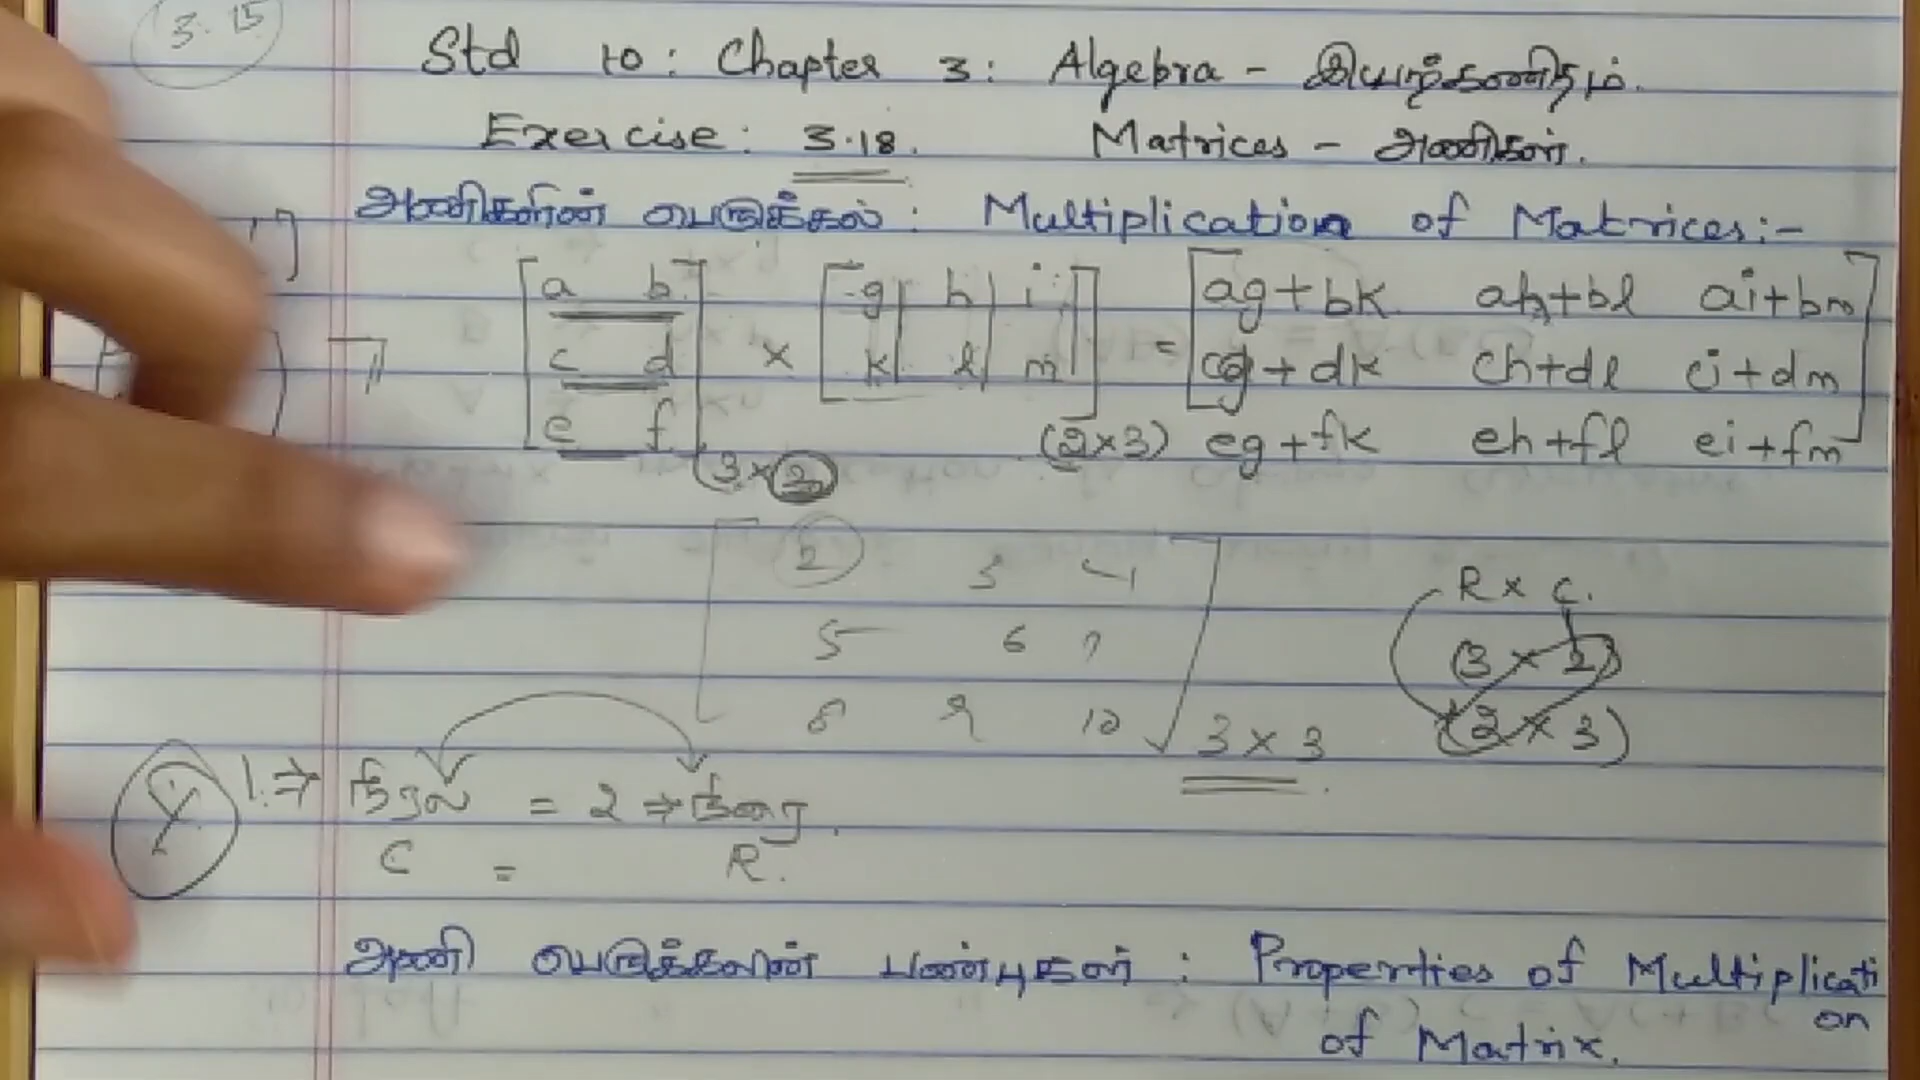 3.15
Std 10: Chapter 3: Algebra - இயற்கணிதம்.
Exercise: 3.18. Matrices - அணிகள்.
அணிகளின் பெருக்கல்: Multiplication of Matrices:-
a b g h i ag+bk ah+bl ai+bm
c d × k l m = cg+dk ch+dl ci+dm
e f (3×2) (2×3) eg+fk eh+fl ei+fm
2 3 4 R × C.
5 6 7 (3 × 2)
8 9 10 3 × 3 (2 × 3)
1. ⇒ நிரல் = 2 ⇒ நிரை.
C = R.
அணி பெருக்கலின் பண்புகள்: Properties of Multiplication
of Matrix.